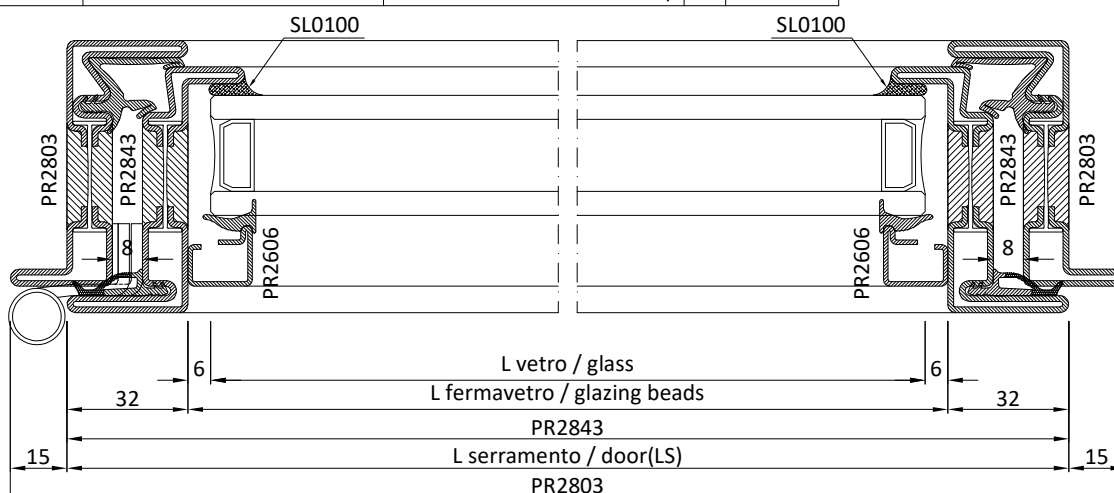 SL0100 SL0100
PR2803 PR2843 PR2843 PR2803
8 8
PR2606 PR2606
6 L vetro / glass 6
32 L fermavetro / glazing beads 32
PR2843
15 L serramento / door(LS) 15
PR2803